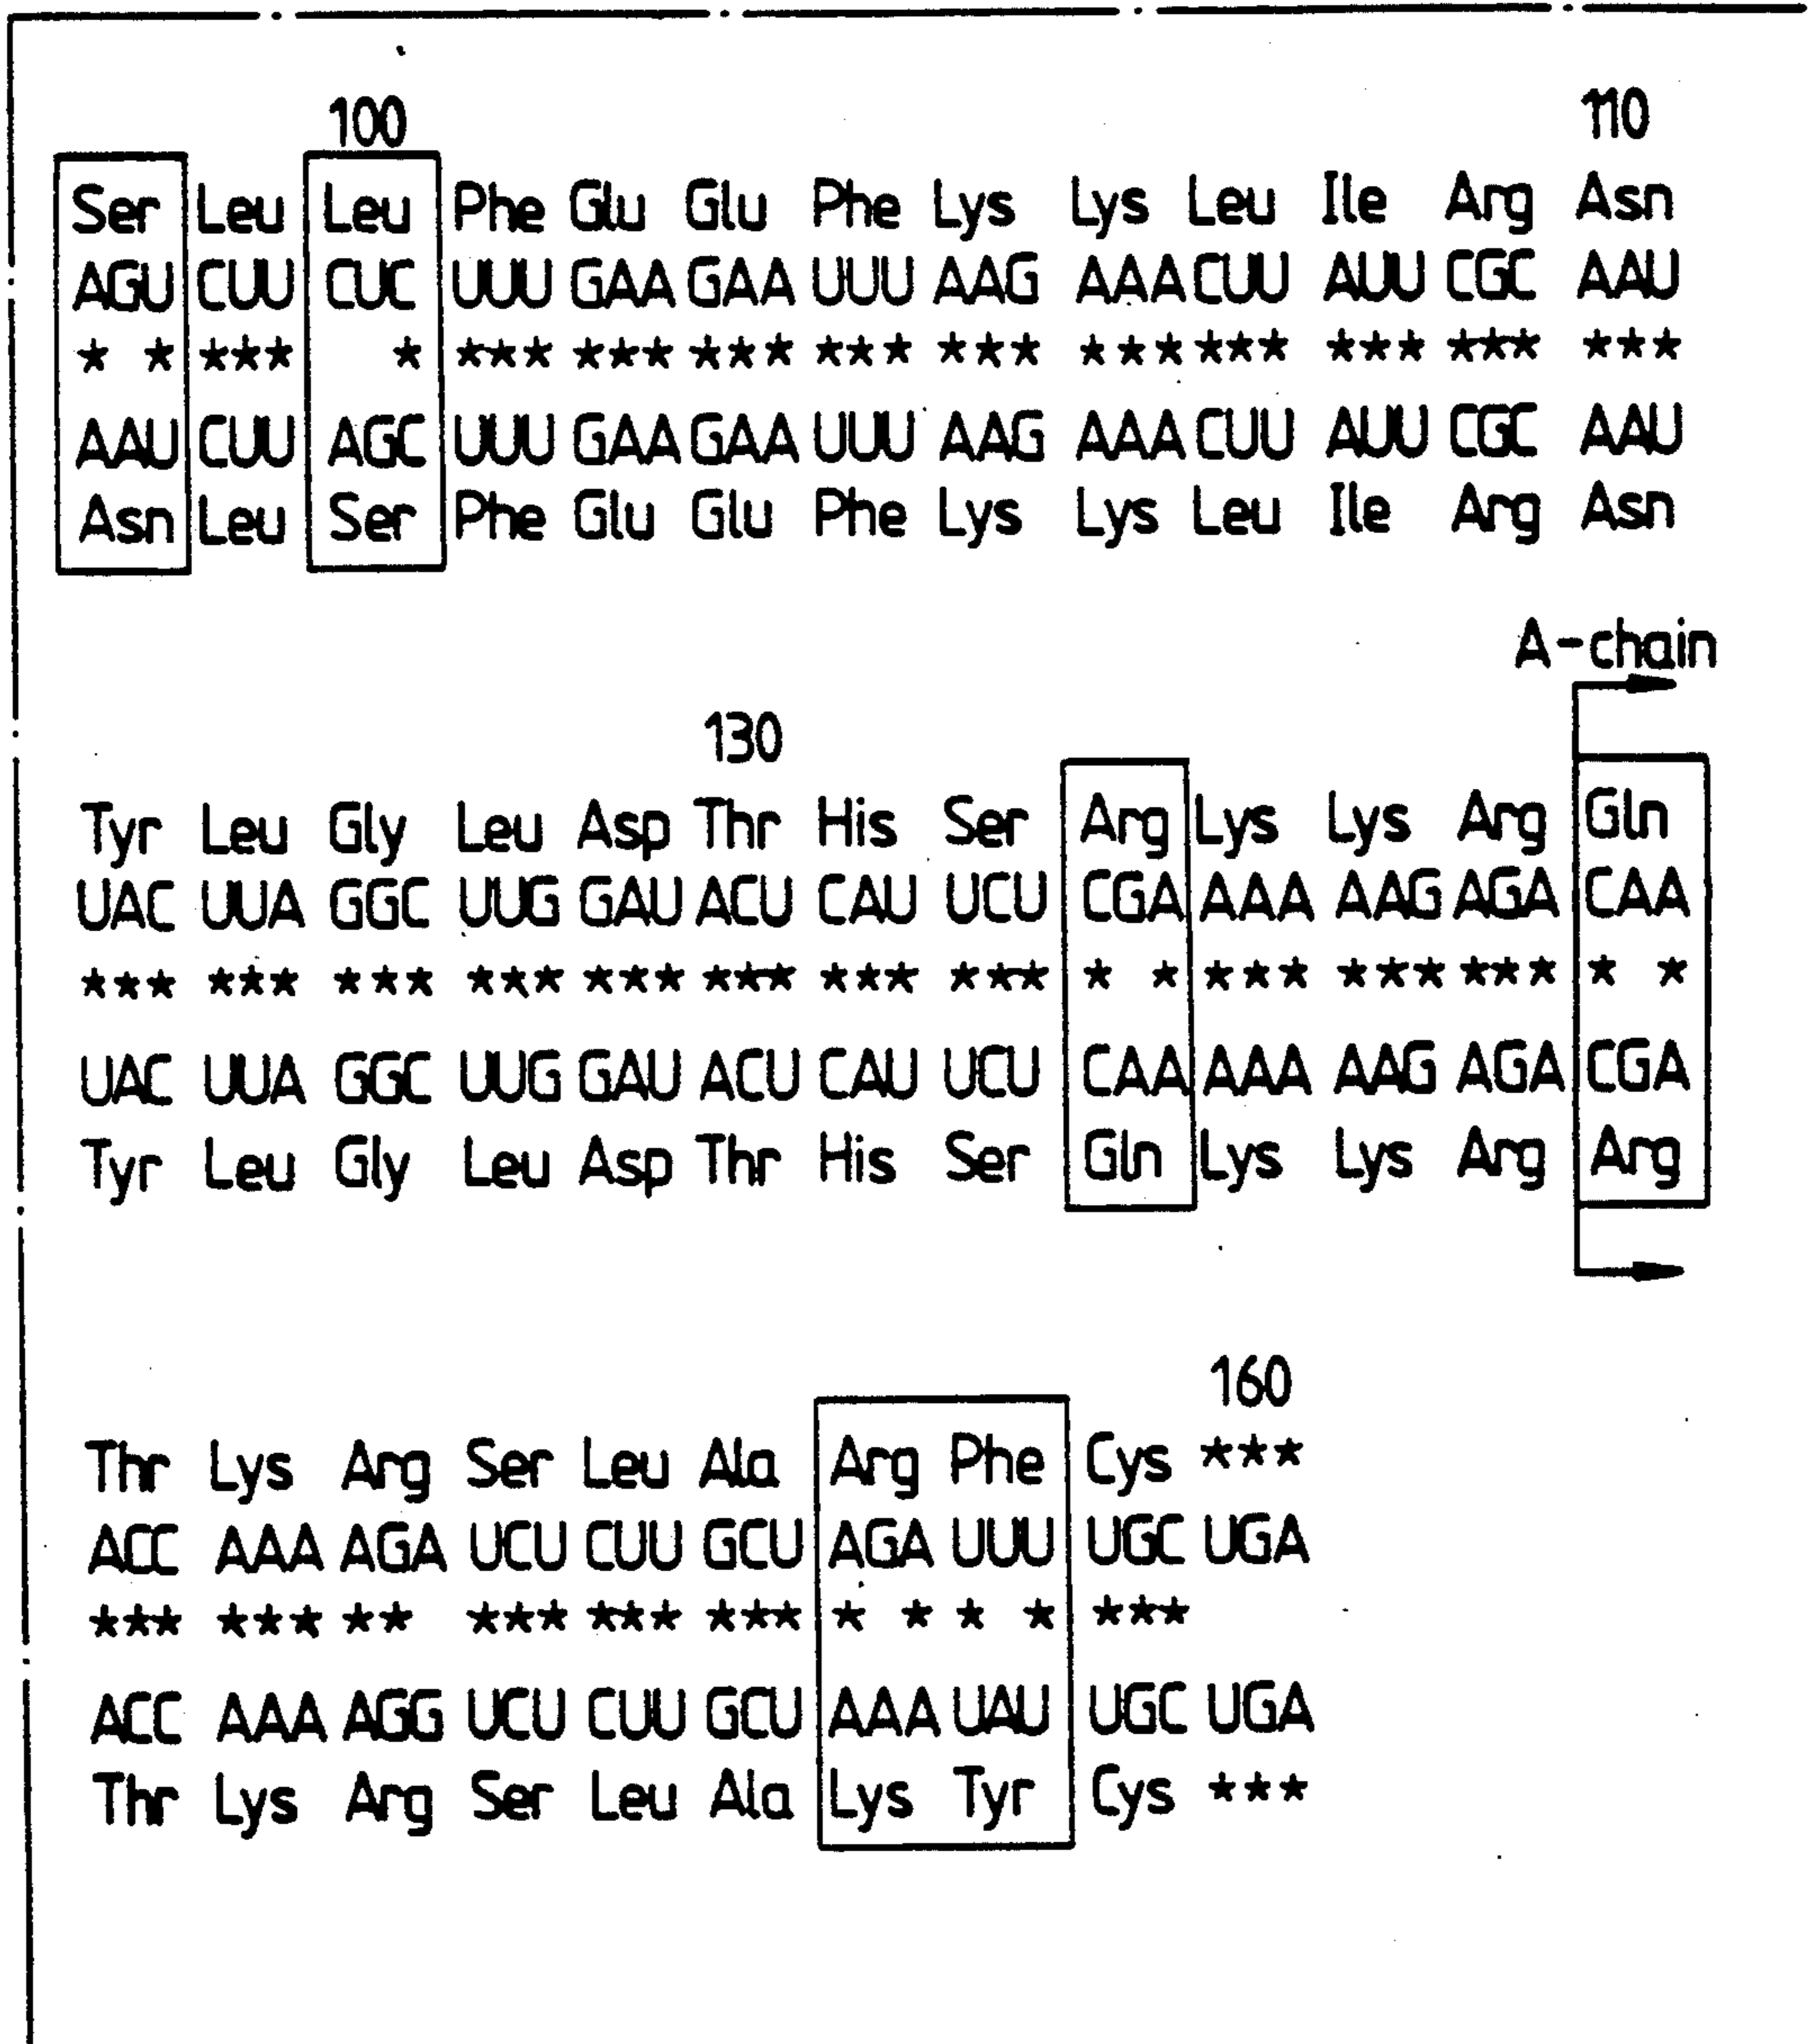 100 110
Ser Leu Leu Phe Glu Glu Phe Lys Lys Leu Ile Arg Asn
AGU CUU CUC UUU GAA GAA UUU AAG AAA CUU AUU CGC AAU
* * *** * *** *** *** *** *** *** *** *** *** ***
AAU CUU AGC UUU GAA GAA UUU AAG AAA CUU AUU CGC AAU
Asn Leu Ser Phe Glu Glu Phe Lys Lys Leu Ile Arg Asn
A-chain
130
Tyr Leu Gly Leu Asp Thr His Ser Arg Lys Lys Arg Gln
UAC UUA GGC UUG GAU ACU CAU UCU CGA AAA AAG AGA CAA
*** *** *** *** *** *** *** *** * * *** *** *** * *
UAC UUA GGC UUG GAU ACU CAU UCU CAA AAA AAG AGA CGA
Tyr Leu Gly Leu Asp Thr His Ser Gln Lys Lys Arg Arg
160
Thr Lys Arg Ser Leu Ala Arg Phe Cys ***
ACC AAA AGA UCU CUU GCU AGA UUU UGC UGA
*** *** ** *** *** *** * * * * ***
ACC AAA AGG UCU CUU GCU AAA UAU UGC UGA
Thr Lys Arg Ser Leu Ala Lys Tyr Cys ***